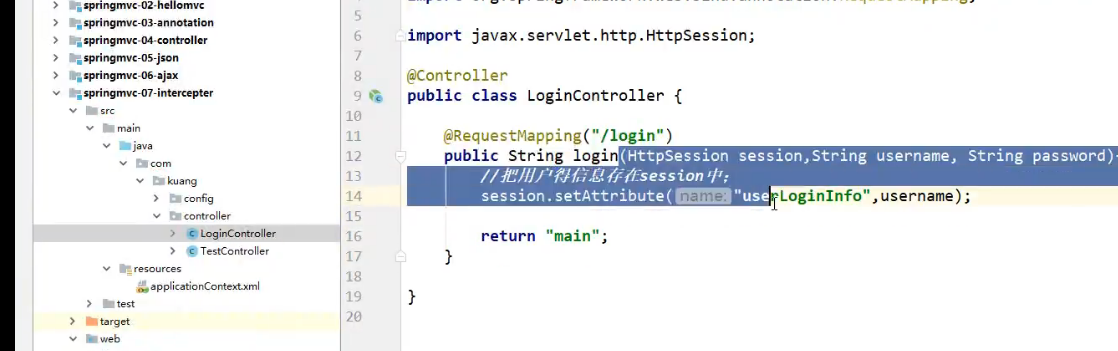 springmvc-02-hellomvc
springmvc-03-annotation
springmvc-04-controller
springmvc-05-json
springmvc-06-ajax
springmvc-07-intercepter
src
main
java
com
kuang
config
controller
LoginController
TestController
resources
applicationContext.xml
test
target
web
5
6 import javax.servlet.http.HttpSession;
7
8 @Controller
9 public class LoginController {
10
11 @RequestMapping("/login")
12 public String login(HttpSession session,String username, String password){
13 //把用户得信息存在session中;
14 session.setAttribute( name: "userLoginInfo",username);
15
16 return "main";
17 }
18
19 }
20